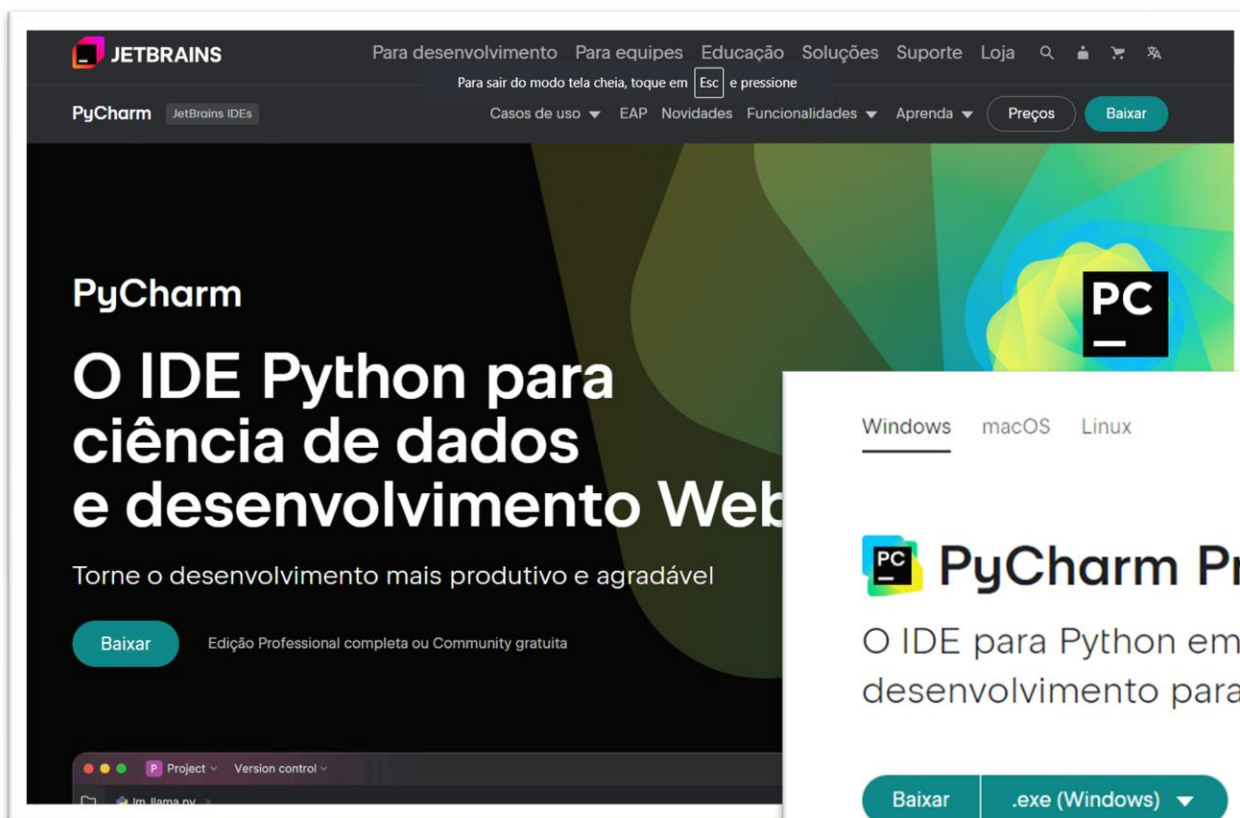 JETBRAINS
Para desenvolvimento Para equipes Educação Soluções Suporte Loja
Para sair do modo tela cheia, toque em Esc e pressione
PyCharm JetBrains IDEs Casos de uso EAP Novidades Funcionalidades Aprenda Preços Baixar
PC
PyCharm
O IDE Python para
ciência de dados
e desenvolvimento Web
Torne o desenvolvimento mais produtivo e agradável
Baixar Edição Professional completa ou Community gratuita
P Project Version control
Windows macOS Linux
PC PyCharm Pr
O IDE para Python em
desenvolvimento para
Baixar .exe (Windows)